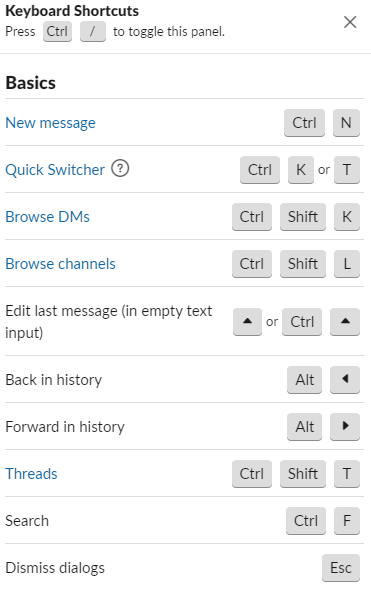 Keyboard Shortcuts
Press Ctrl / to toggle this panel.
Basics
New message Ctrl N
Quick Switcher ? Ctrl K or T
Browse DMs Ctrl Shift K
Browse channels Ctrl Shift L
Edit last message (in empty text
input) ▲ or Ctrl ▲
Back in history Alt ◀
Forward in history Alt ▶
Threads Ctrl Shift T
Search Ctrl F
Dismiss dialogs Esc